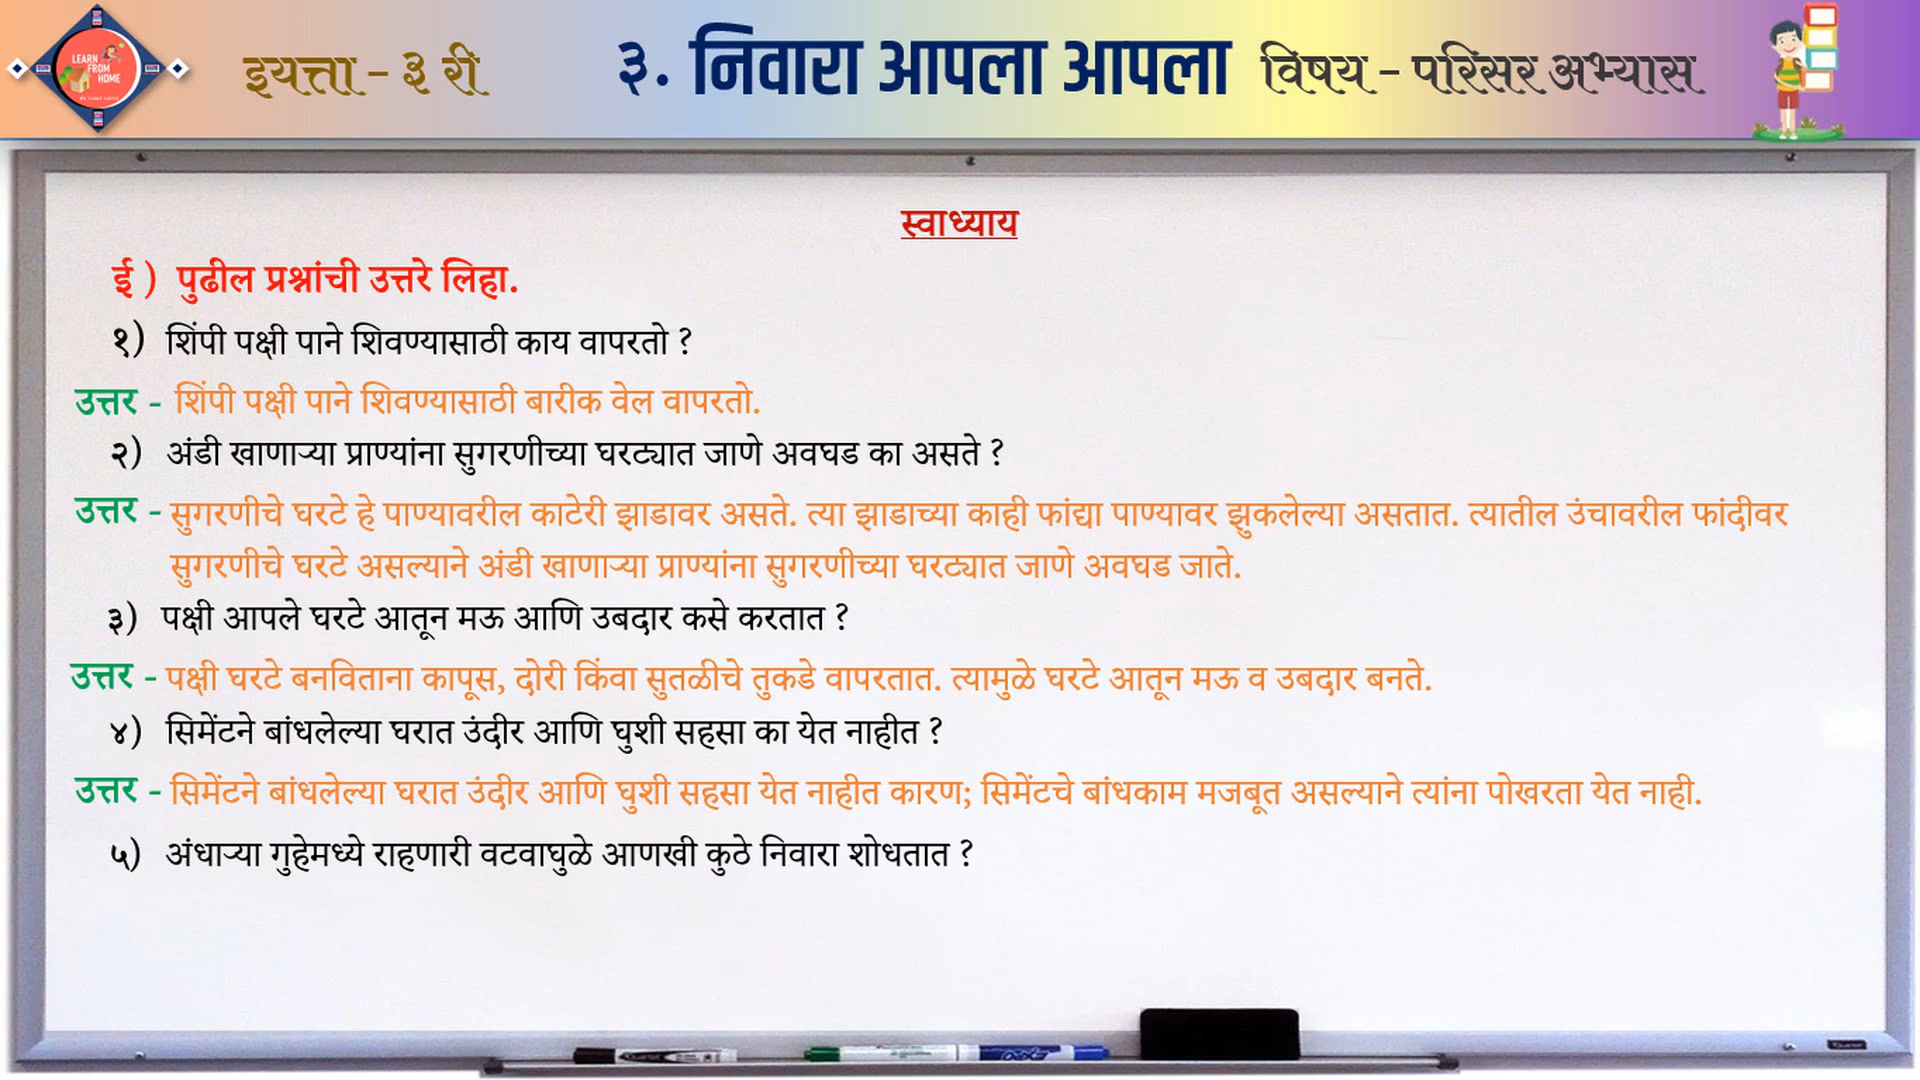 LEARN
FROM
HOME
इयत्ता - ३ री
३. निवारा आपला आपला
विषय - परिसर अभ्यास
स्वाध्याय
ई ) पुढील प्रश्नांची उत्तरे लिहा.
१) शिंपी पक्षी पाने शिवण्यासाठी काय वापरतो ?
उत्तर - शिंपी पक्षी पाने शिवण्यासाठी बारीक वेल वापरतो.
२) अंडी खाणाऱ्या प्राण्यांना सुगरणीच्या घरट्यात जाणे अवघड का असते ?
उत्तर - सुगरणीचे घरटे हे पाण्यावरील काटेरी झाडावर असते. त्या झाडाच्या काही फांद्या पाण्यावर झुकलेल्या असतात. त्यातील उंचावरील फांदीवर
सुगरणीचे घरटे असल्याने अंडी खाणाऱ्या प्राण्यांना सुगरणीच्या घरट्यात जाणे अवघड जाते.
३) पक्षी आपले घरटे आतून मऊ आणि उबदार कसे करतात ?
उत्तर - पक्षी घरटे बनविताना कापूस, दोरी किंवा सुतळीचे तुकडे वापरतात. त्यामुळे घरटे आतून मऊ व उबदार बनते.
४) सिमेंटने बांधलेल्या घरात उंदीर आणि घुशी सहसा का येत नाहीत ?
उत्तर - सिमेंटने बांधलेल्या घरात उंदीर आणि घुशी सहसा येत नाहीत कारण; सिमेंटचे बांधकाम मजबूत असल्याने त्यांना पोखरता येत नाही.
५) अंधाऱ्या गुहेमध्ये राहणारी वटवाघुळे आणखी कुठे निवारा शोधतात ?